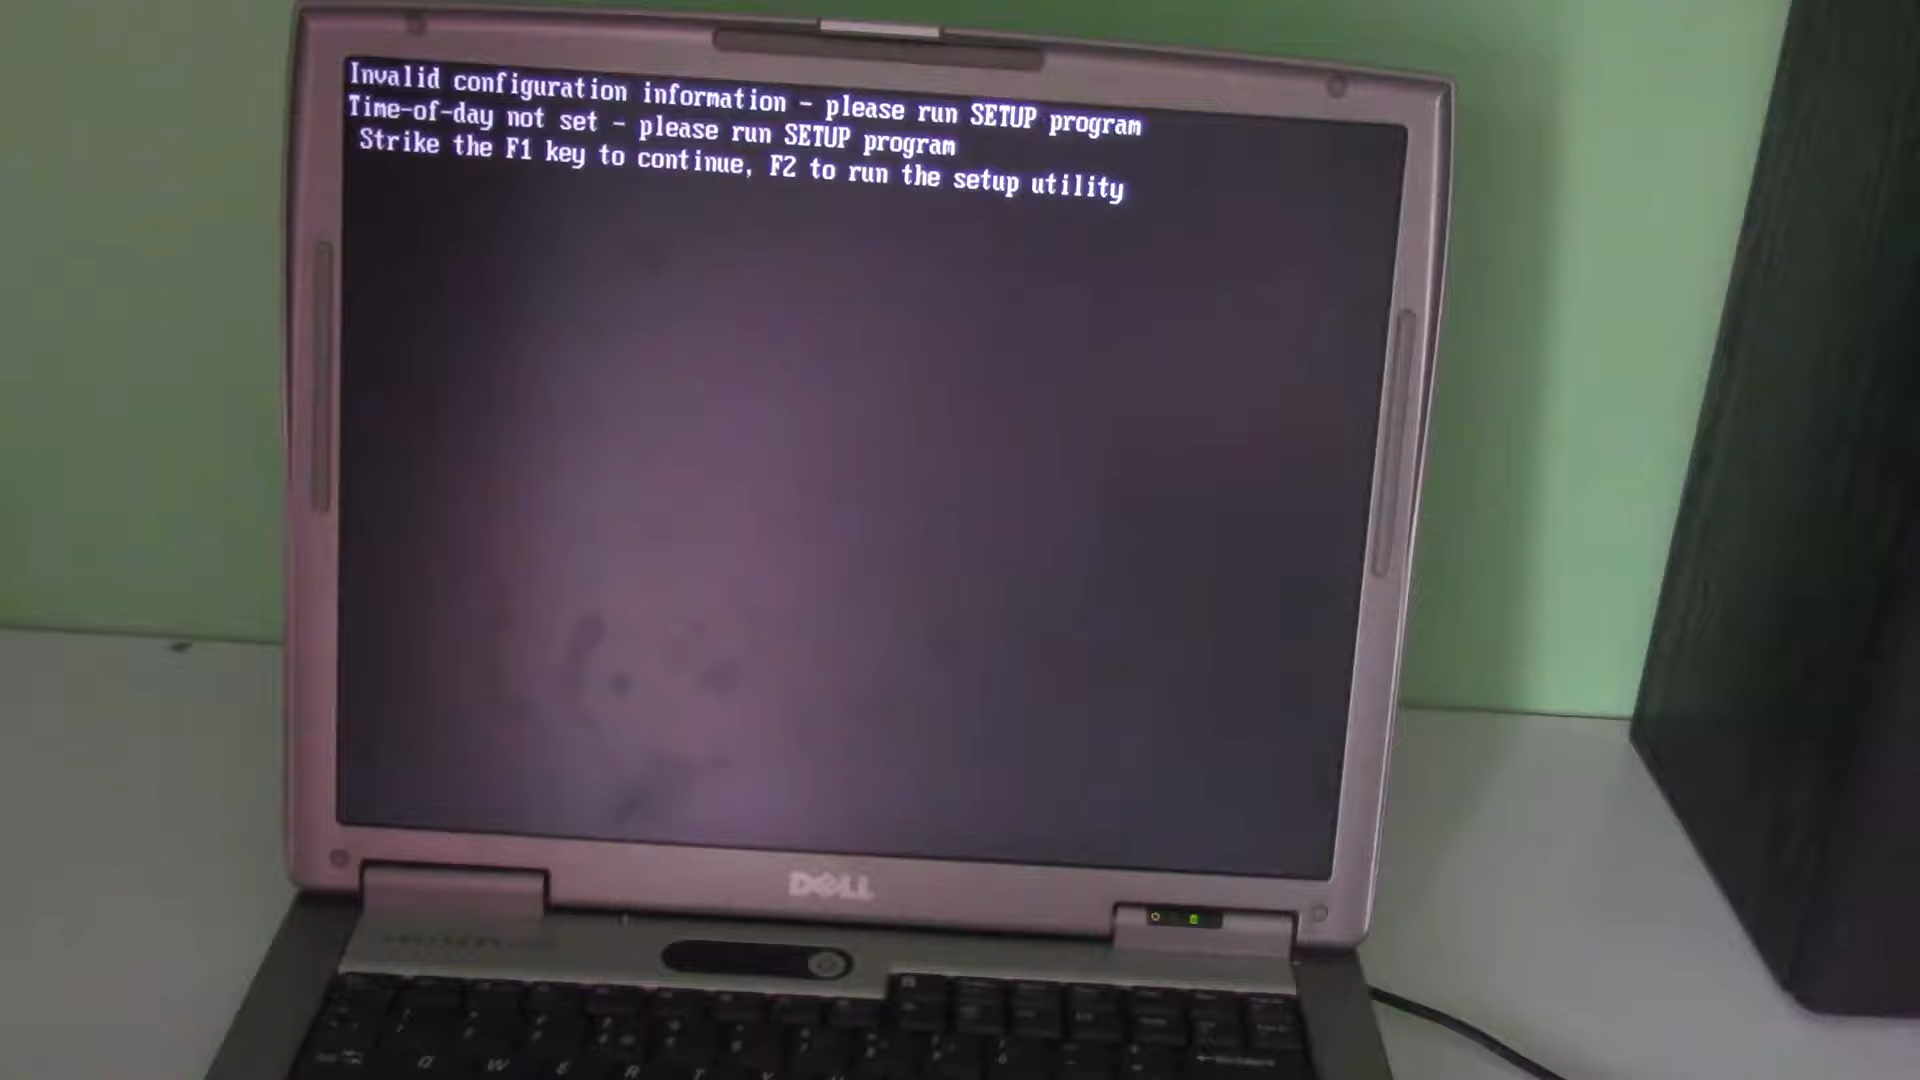 Invalid configuration information - please run SETUP program
Time-of-day not set - please run SETUP program
Strike the F1 key to continue, F2 to run the setup utility
DELL
Q W E R T Y U